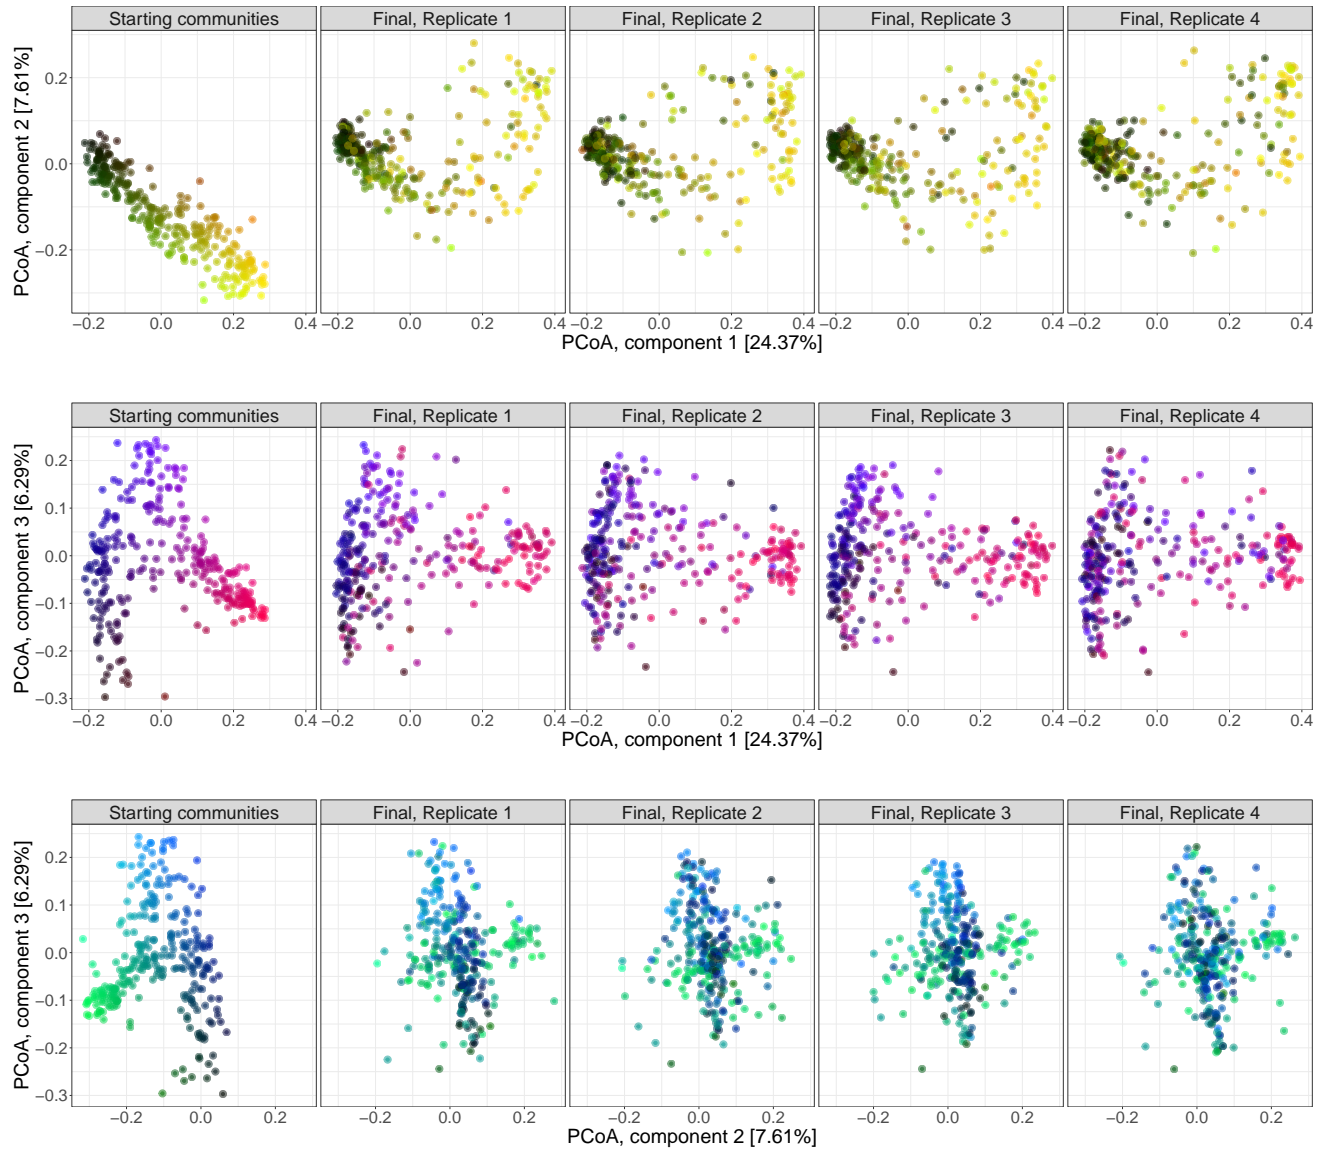 Starting communities Final, Replicate 1 Final, Replicate 2 Final, Replicate 3 Final, Replicate 4
PCoA, component 2 [7.61%]
0.2
0.0
−0.2
−0.2 0.0 0.2 0.4 −0.2 0.0 0.2 0.4 −0.2 0.0 0.2 0.4 −0.2 0.0 0.2 0.4 −0.2 0.0 0.2 0.4
PCoA, component 1 [24.37%]
Starting communities Final, Replicate 1 Final, Replicate 2 Final, Replicate 3 Final, Replicate 4
PCoA, component 3 [6.29%]
0.2
0.1
0.0
−0.1
−0.2
−0.3
−0.2 0.0 0.2 0.4 −0.2 0.0 0.2 0.4 −0.2 0.0 0.2 0.4 −0.2 0.0 0.2 0.4 −0.2 0.0 0.2 0.4
PCoA, component 1 [24.37%]
Starting communities Final, Replicate 1 Final, Replicate 2 Final, Replicate 3 Final, Replicate 4
PCoA, component 3 [6.29%]
0.2
0.1
0.0
−0.1
−0.2
−0.3
−0.2 0.0 0.2 −0.2 0.0 0.2 −0.2 0.0 0.2 −0.2 0.0 0.2 −0.2 0.0 0.2
PCoA, component 2 [7.61%]